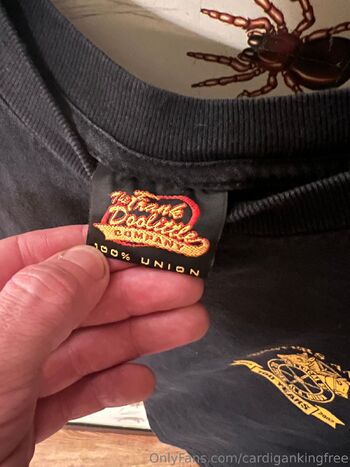 The Frank
Doolittle
COMPANY
100% UNION
OnlyFans.com/cardigankingfree